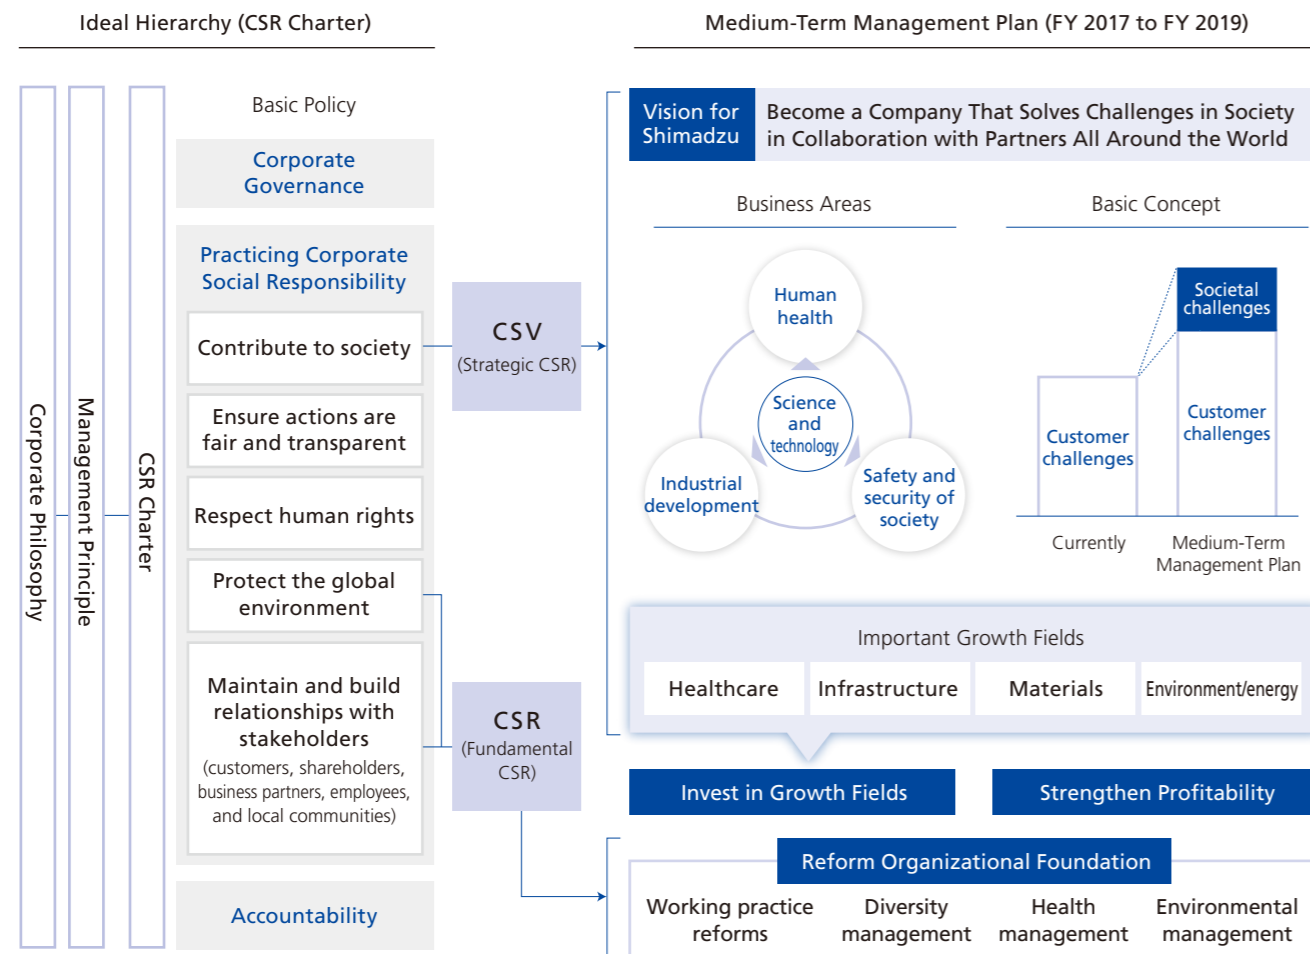 Ideal Hierarchy (CSR Charter)
Corporate Philosophy
Management Principle
CSR Charter
Basic Policy
Corporate
Governance
Practicing Corporate
Social Responsibility
Contribute to society
Ensure actions are
fair and transparent
Respect human rights
Protect the global
environment
Maintain and build
relationships with
stakeholders
(customers, shareholders,
business partners, employees,
and local communities)
Accountability
CSV
(Strategic CSR)
CSR
(Fundamental
CSR)
Medium-Term Management Plan (FY 2017 to FY 2019)
Vision for
Shimadzu
Become a Company That Solves Challenges in Society
in Collaboration with Partners All Around the World
Business Areas
Human
health
Science
and
technology
Industrial
development
Safety and
security of
society
Basic Concept
Customer
challenges
Societal
challenges
Customer
challenges
Currently
Medium-Term
Management Plan
Important Growth Fields
Healthcare
Infrastructure
Materials
Environment/energy
Invest in Growth Fields
Strengthen Profitability
Reform Organizational Foundation
Working practice
reforms
Diversity
management
Health
management
Environmental
management